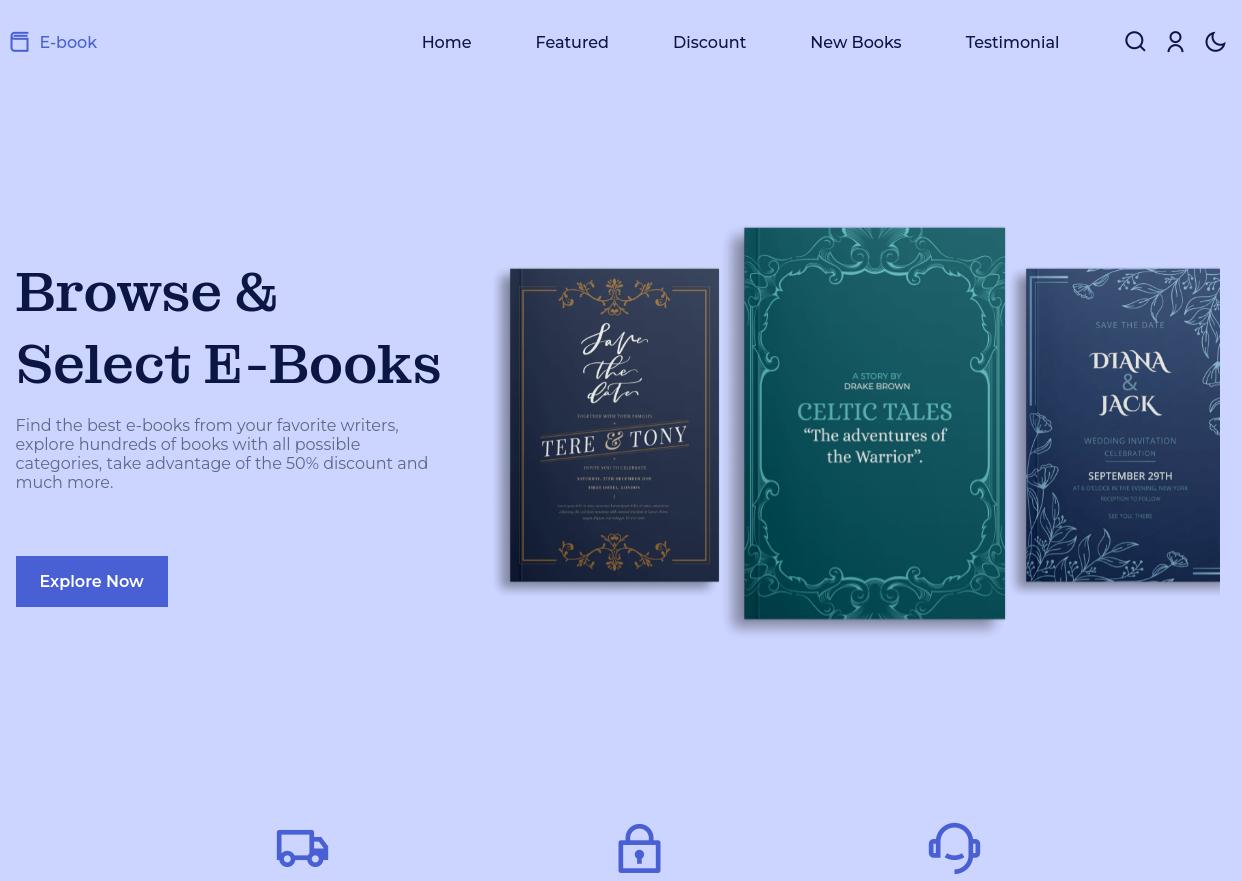 E-book
Home
Featured
Discount
New Books
Testimonial
Browse &
Select E-Books
Find the best e-books from your favorite writers,
explore hundreds of books with all possible
categories, take advantage of the 50% discount and
much more.
Explore Now
Save
the
date
TOGETHER WITH THEIR FAMILIES
TERE & TONY
INVITE YOU TO CELEBRATE
A STORY BY
DRAKE BROWN
CELTIC TALES
“The adventures of
the Warrior”.
SAVE THE DATE
DIANA
&
JACK
WEDDING INVITATION
CELEBRATION
SEPTEMBER 29TH
AT 6 O'CLOCK IN THE EVENING, NEW YORK
RECEPTION TO FOLLOW
SEE YOU THERE